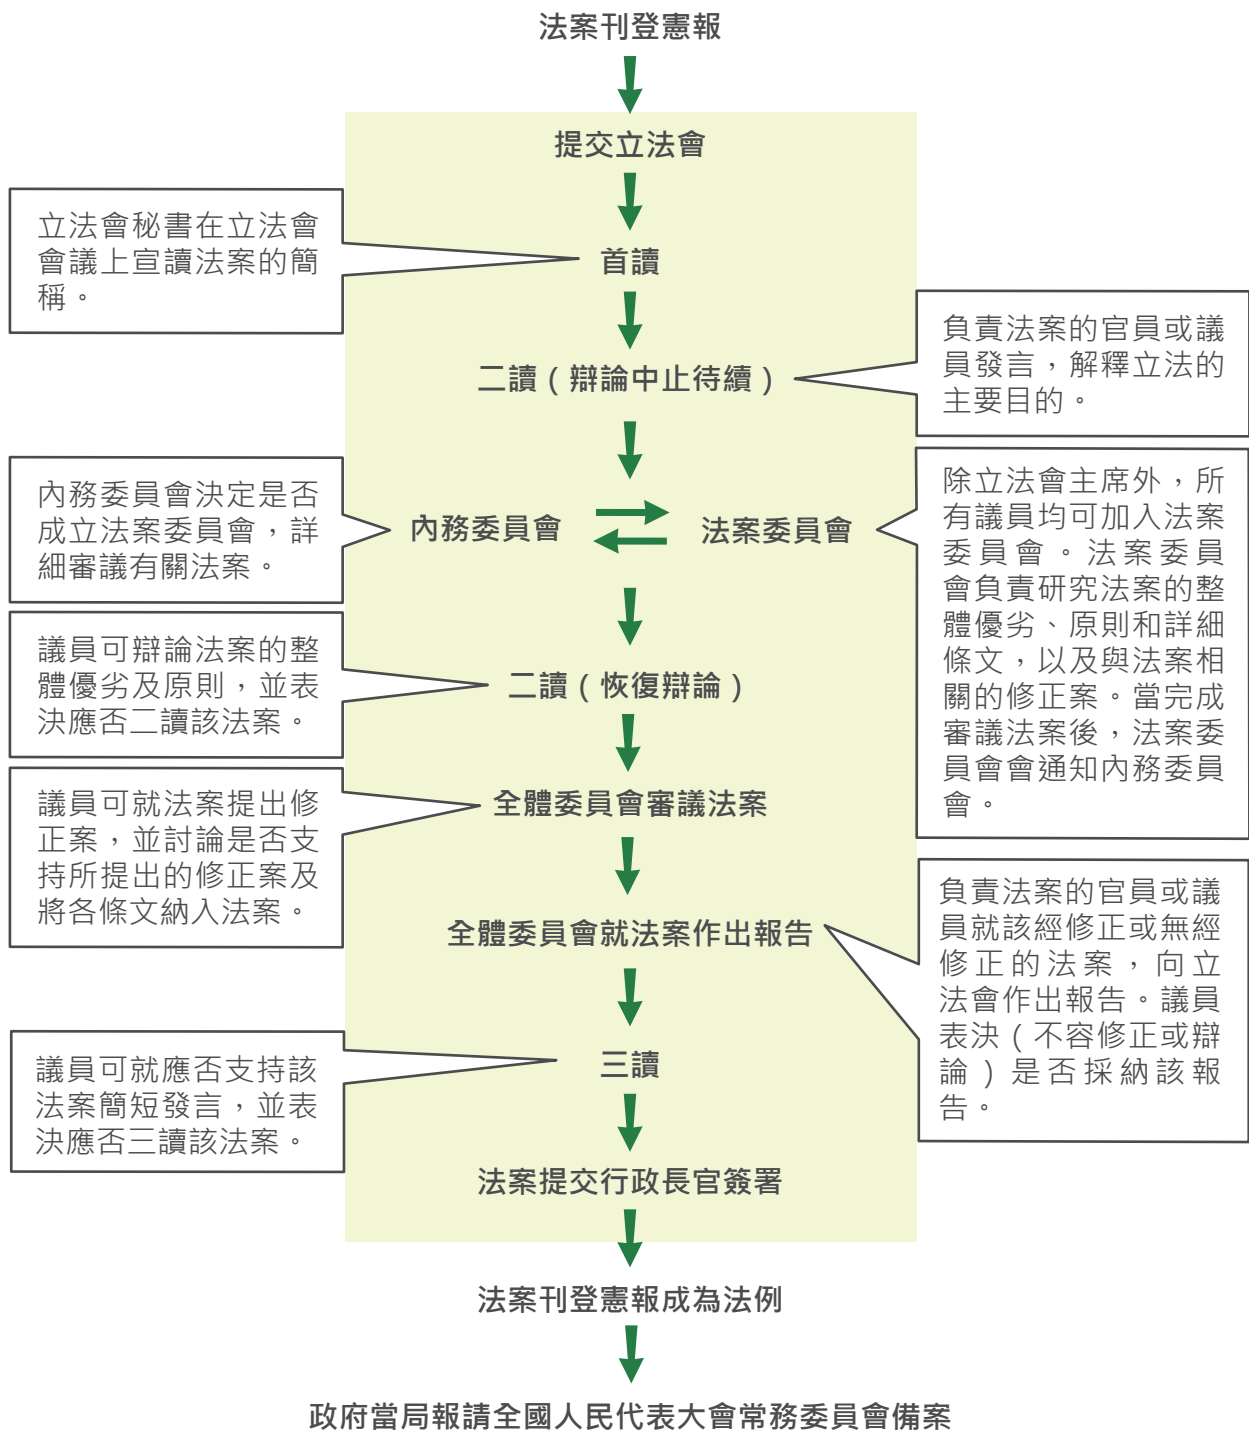 法案刊登憲報
提交立法會
立法會秘書在立法會
會議上宣讀法案的簡
稱。
首讀
負責法案的官員或議
員發言，解釋立法的
主要目的。
二讀（辯論中止待續）
內務委員會決定是否
成立法案委員會，詳
細審議有關法案。
內務委員會
法案委員會
除立法會主席外，所
有議員均可加入法案
委員會。法案委員
會負責研究法案的整
體優劣、原則和詳細
條文，以及與法案相
關的修正案。當完成
審議法案後，法案委
員會會通知內務委員
會。
議員可辯論法案的整
體優劣及原則，並表
決應否二讀該法案。
二讀（恢復辯論）
議員可就法案提出修
正案，並討論是否支
持所提出的修正案及
將各條文納入法案。
全體委員會審議法案
全體委員會就法案作出報告
負責法案的官員或議
員就該經修正或無經
修正的法案，向立
法會作出報告。議員
表決（不容修正或辯
論）是否採納該報
告。
議員可就應否支持該
法案簡短發言，並表
決應否三讀該法案。
三讀
法案提交行政長官簽署
法案刊登憲報成為法例
政府當局報請全國人民代表大會常務委員會備案